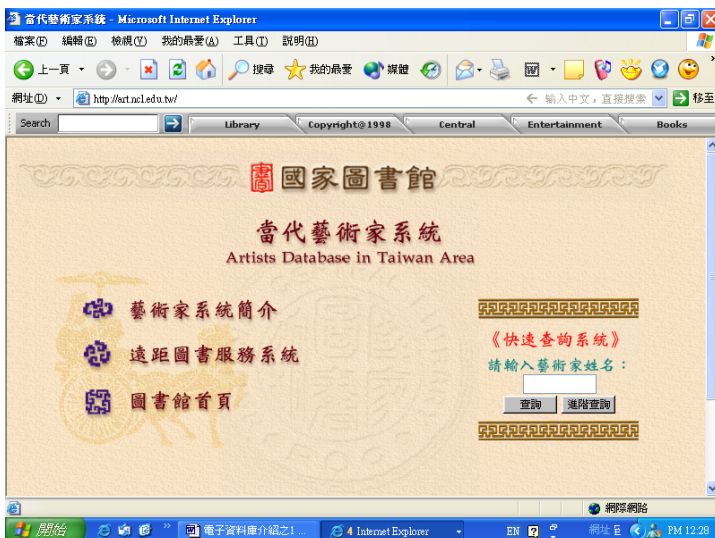 當代藝術家系統 - Microsoft Internet Explorer
檔案(F) 編輯(E) 檢視(V) 我的最愛(A) 工具(T) 說明(H)
上一頁 搜尋 我的最愛 媒體
網址(D) http://art.ncl.edu.tw/ 输入中文，直接搜索 移至
Search Library Copyright@1998 Central Entertainment Books
國家圖書館
當代藝術家系統
Artists Database in Taiwan Area
藝術家系統簡介
遠距圖書服務系統
圖書館首頁
《快速查詢系統》
請輸入藝術家姓名：
查詢 進階查詢
網際網路
開始 電子資料庫介紹之1 ... 4 Internet Explorer EN 網址 PM 12:28